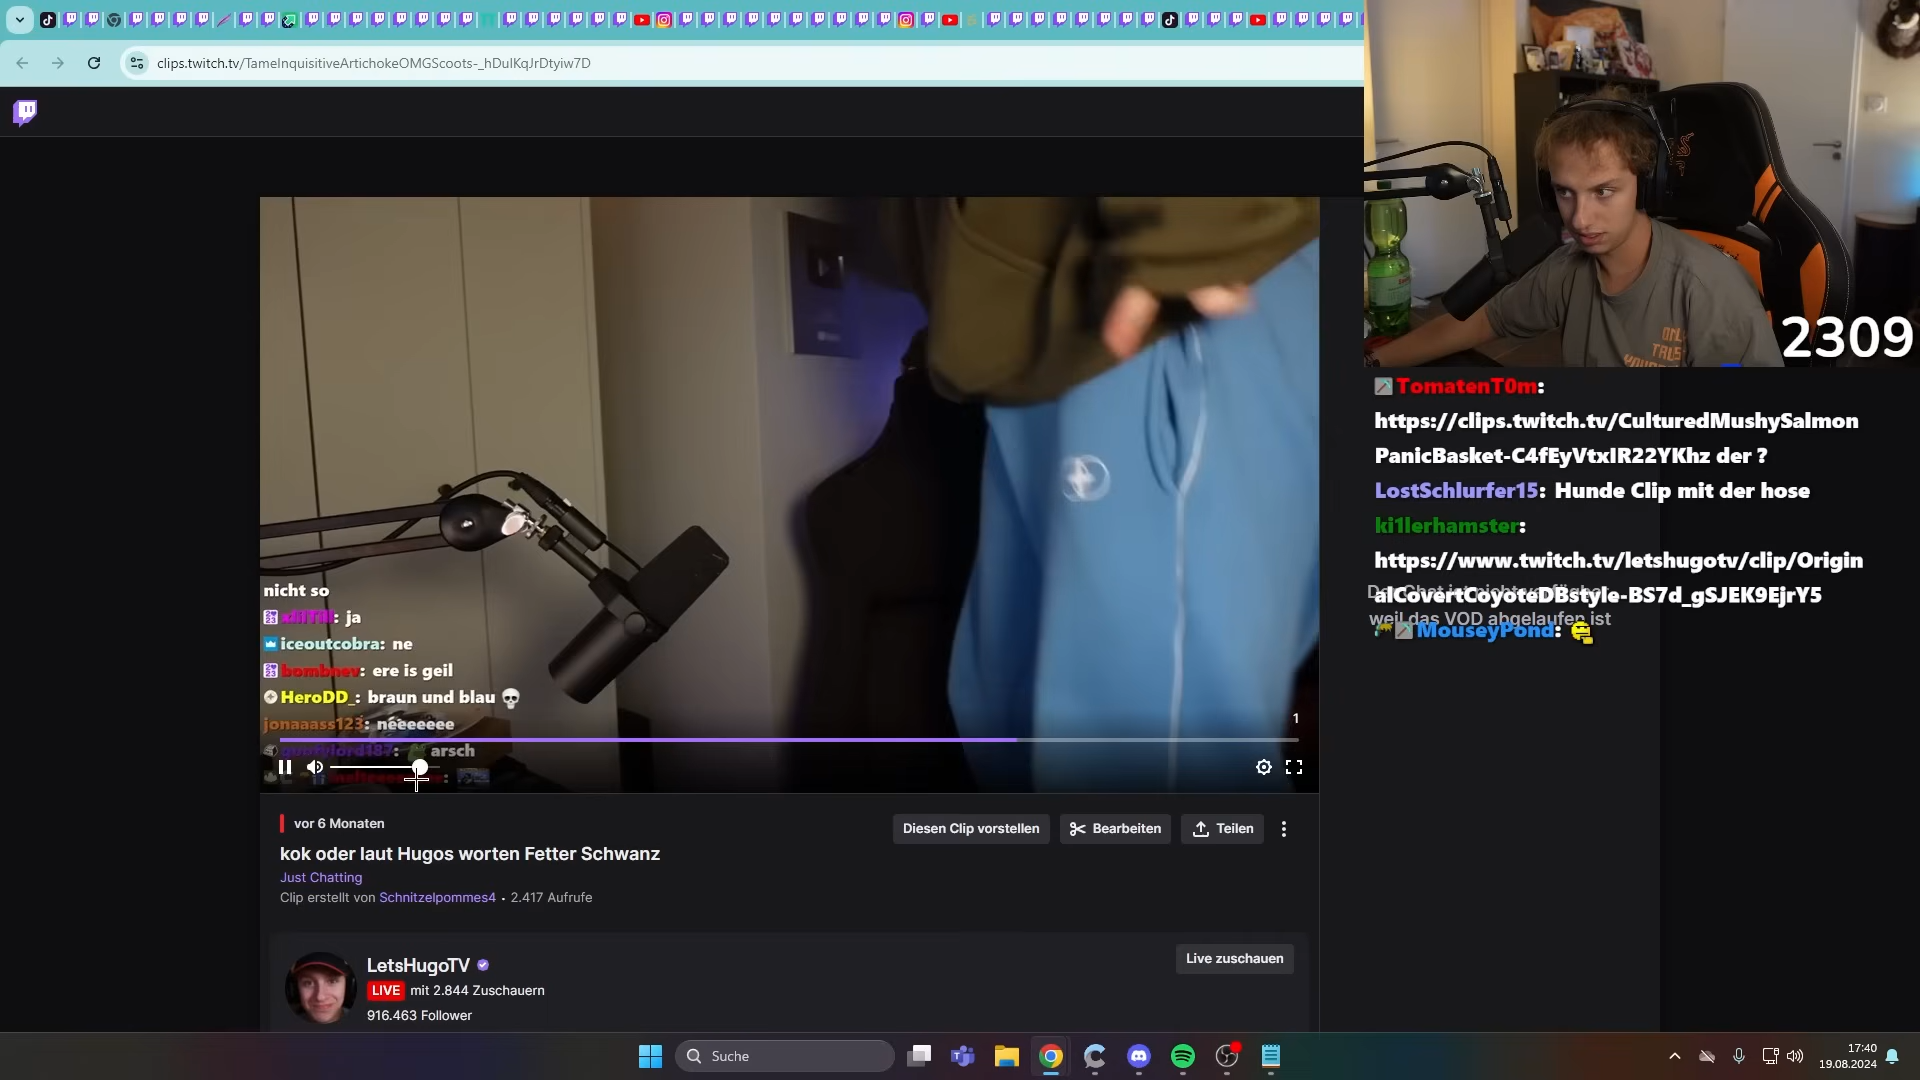 clips.twitch.tv/TameInquisitiveArtichokeOMGScoots-_hDulKqJrDtyiw7D
2309
TomatenT0m:
https://clips.twitch.tv/CulturedMushySalmon
PanicBasket-C4fEyVtxIR22YKhz der ?
LostSchlurfer15: Hunde Clip mit der hose
ki1lerhamster:
https://www.twitch.tv/letshugotv/clip/Origin
alCovertCoyoteDBstyle-BS7d_gSJEK9EjrY5
weil das VOD abgelaufen ist
MouseyPond:
nicht so
: ja
iceoutcobra: ne
bombnev: ere is geil
HeroDD_: braun und blau
jonaaass123: néeeeeee
arsch
1
vor 6 Monaten
Diesen Clip vorstellen
Bearbeiten
Teilen
kok oder laut Hugos worten Fetter Schwanz
Just Chatting
Clip erstellt von Schnitzelpommes4 • 2.417 Aufrufe
LetsHugoTV
Live zuschauen
LIVE mit 2.844 Zuschauern
916.463 Follower
Suche
17:40
19.08.2024